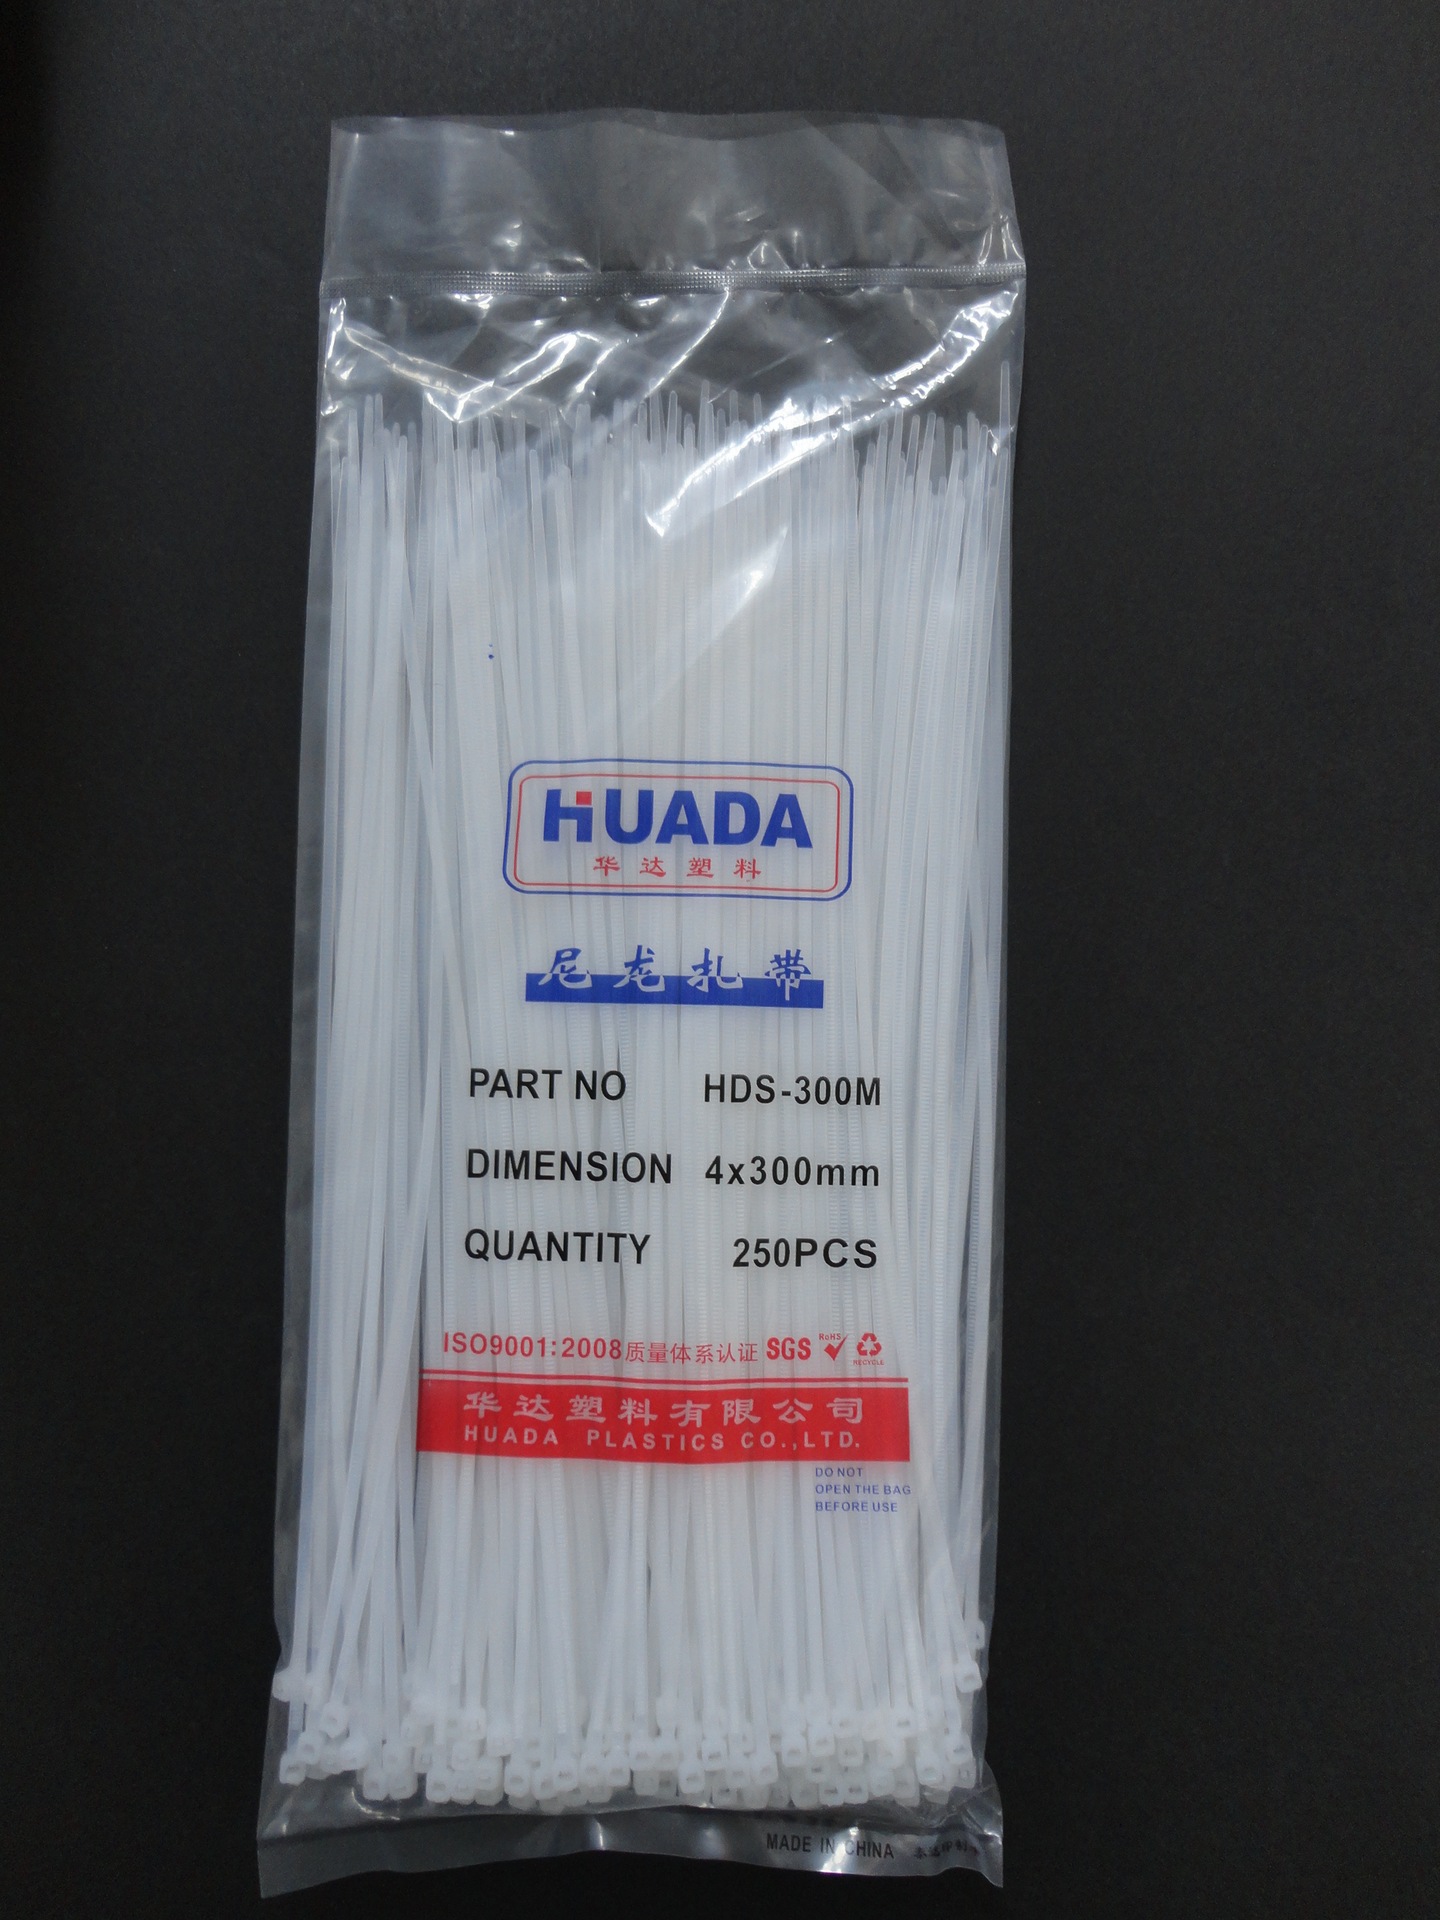 HUADA
华达塑料
尼龙扎带
PART NO HDS-300M
DIMENSION 4x300mm
QUANTITY 250PCS
ISO9001:2008质量体系认证 SGS RoHS RECYCLE
华达塑料有限公司
HUADA PLASTICS CO.,LTD.
DO NOT
OPEN THE BAG
BEFORE USE
MADE IN CHINA